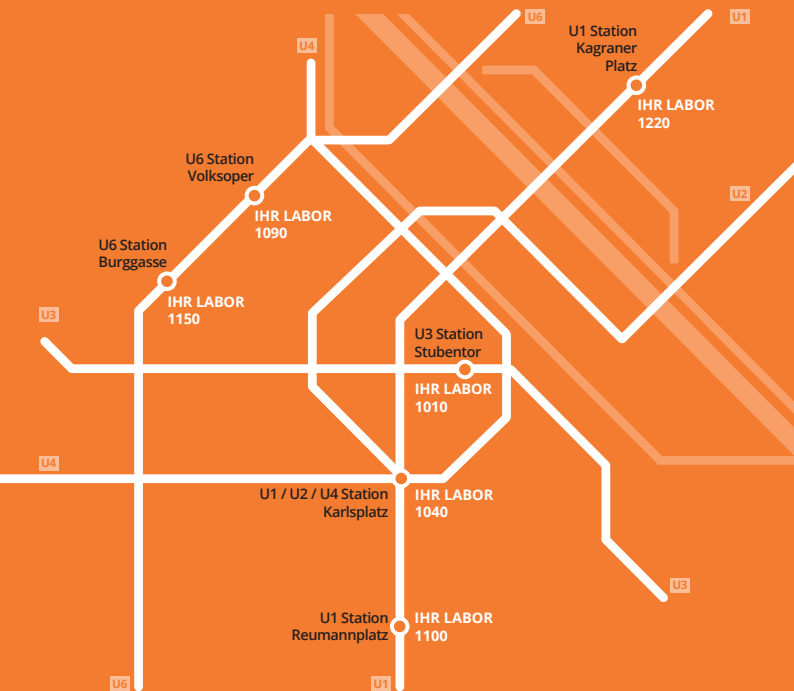 U6
U1
U1 Station
Kagraner
Platz
U4
IHR LABOR
1220
U6 Station
Volksoper
U2
IHR LABOR
1090
U6 Station
Burggasse
IHR LABOR
1150
U3
U3 Station
Stubentor
IHR LABOR
1010
U4
U1 / U2 / U4 Station
Karlsplatz
IHR LABOR
1040
U3
U1 Station
Reumannplatz
IHR LABOR
1100
U6
U1